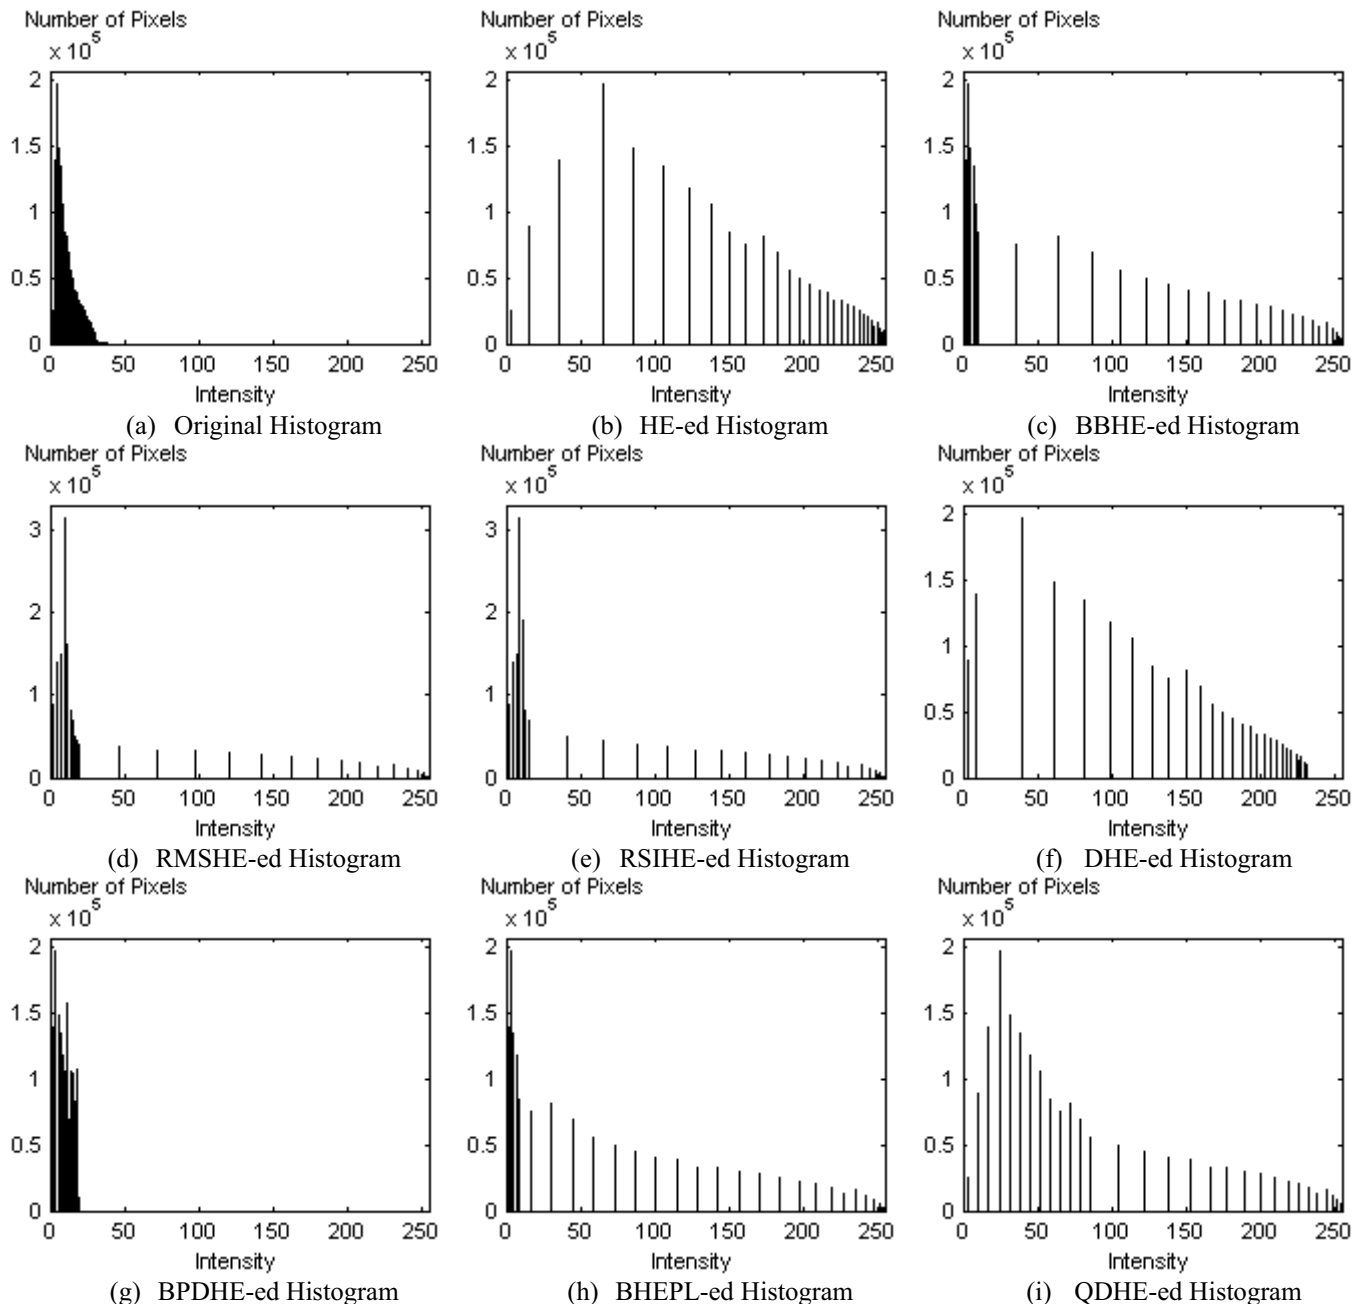 Number of Pixels
x 10^5
2
1.5
1
0.5
0
0 50 100 150 200 250
Intensity
(a) Original Histogram
Number of Pixels
x 10^5
2
1.5
1
0.5
0
0 50 100 150 200 250
Intensity
(b) HE-ed Histogram
Number of Pixels
x 10^5
2
1.5
1
0.5
0
0 50 100 150 200 250
Intensity
(c) BBHE-ed Histogram
Number of Pixels
x 10^5
3
2
1
0
0 50 100 150 200 250
Intensity
(d) RMSHE-ed Histogram
Number of Pixels
x 10^5
3
2
1
0
0 50 100 150 200 250
Intensity
(e) RSIHE-ed Histogram
Number of Pixels
x 10^5
2
1.5
1
0.5
0
0 50 100 150 200 250
Intensity
(f) DHE-ed Histogram
Number of Pixels
x 10^5
2
1.5
1
0.5
0
0 50 100 150 200 250
Intensity
(g) BPDHE-ed Histogram
Number of Pixels
x 10^5
2
1.5
1
0.5
0
0 50 100 150 200 250
Intensity
(h) BHEPL-ed Histogram
Number of Pixels
x 10^5
2
1.5
1
0.5
0
0 50 100 150 200 250
Intensity
(i) QDHE-ed Histogram